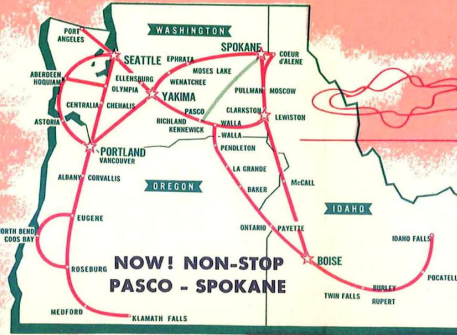 PORT
ANGELES
WASHINGTON
SEATTLE
EPHRATA
SPOKANE
COEUR
d'ALENE
MOSES LAKE
WENATCHEE
ELLENSBURG
ABERDEEN
HOQUIAM
OLYMPIA
YAKIMA
PULLMAN
MOSCOW
CENTRALIA
CHEHALIS
PASCO
CLARKSTON
LEWISTON
ASTORIA
RICHLAND
KENNEWICK
WALLA
WALLA
PORTLAND
VANCOUVER
PENDLETON
LA GRANDE
ALBANY
CORVALLIS
OREGON
BAKER
McCALL
IDAHO
EUGENE
NORTH BEND
COOS BAY
ONTARIO
PAYETTE
IDAHO FALLS
BOISE
NOW! NON-STOP
PASCO - SPOKANE
ROSEBURG
TWIN FALLS
BURLEY
RUPERT
POCATELL
MEDFORD
KLAMATH FALLS